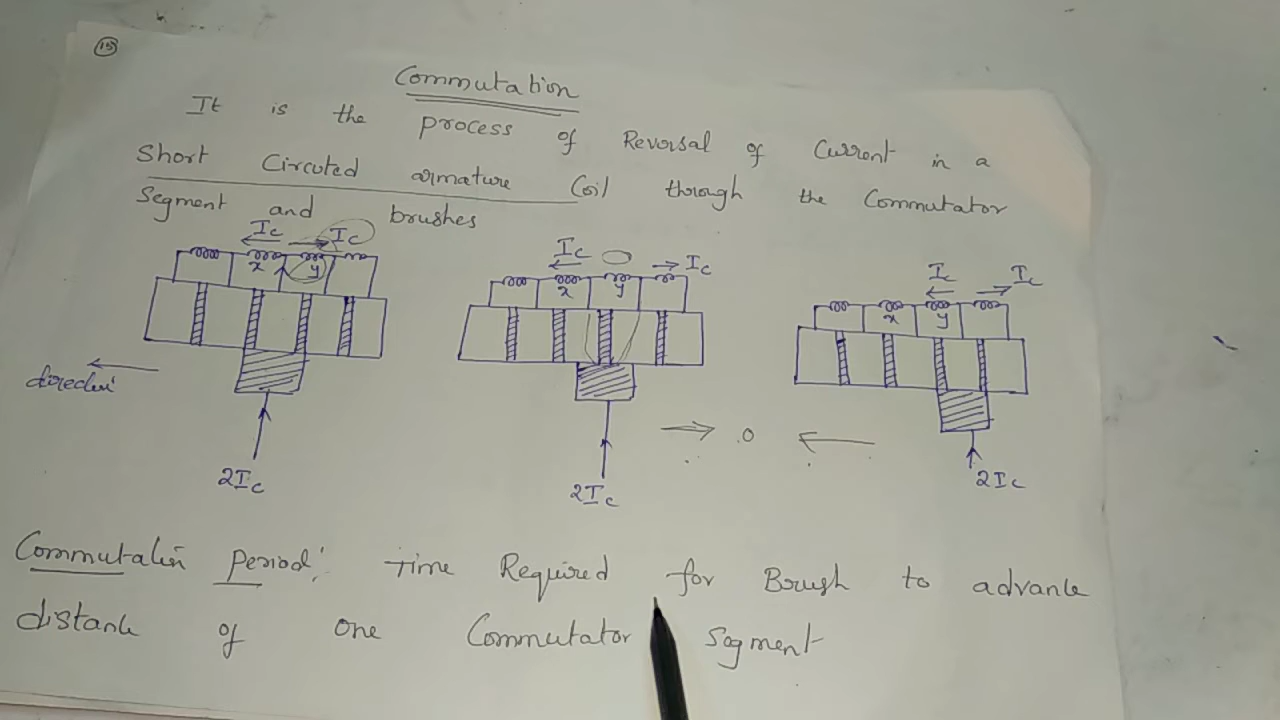 15
Commutation
It is the process of Reversal of Current in a
Short Circuted armature Coil through the Commutator
Segment and brushes
Ic Ic
x y
Ic 0 Ic
x y
Ic Ic
x y
direction
.0
2Ic
2Ic
2Ic
Commutation Period: Time Required for Brush to advance
distance of one Commutator Segment